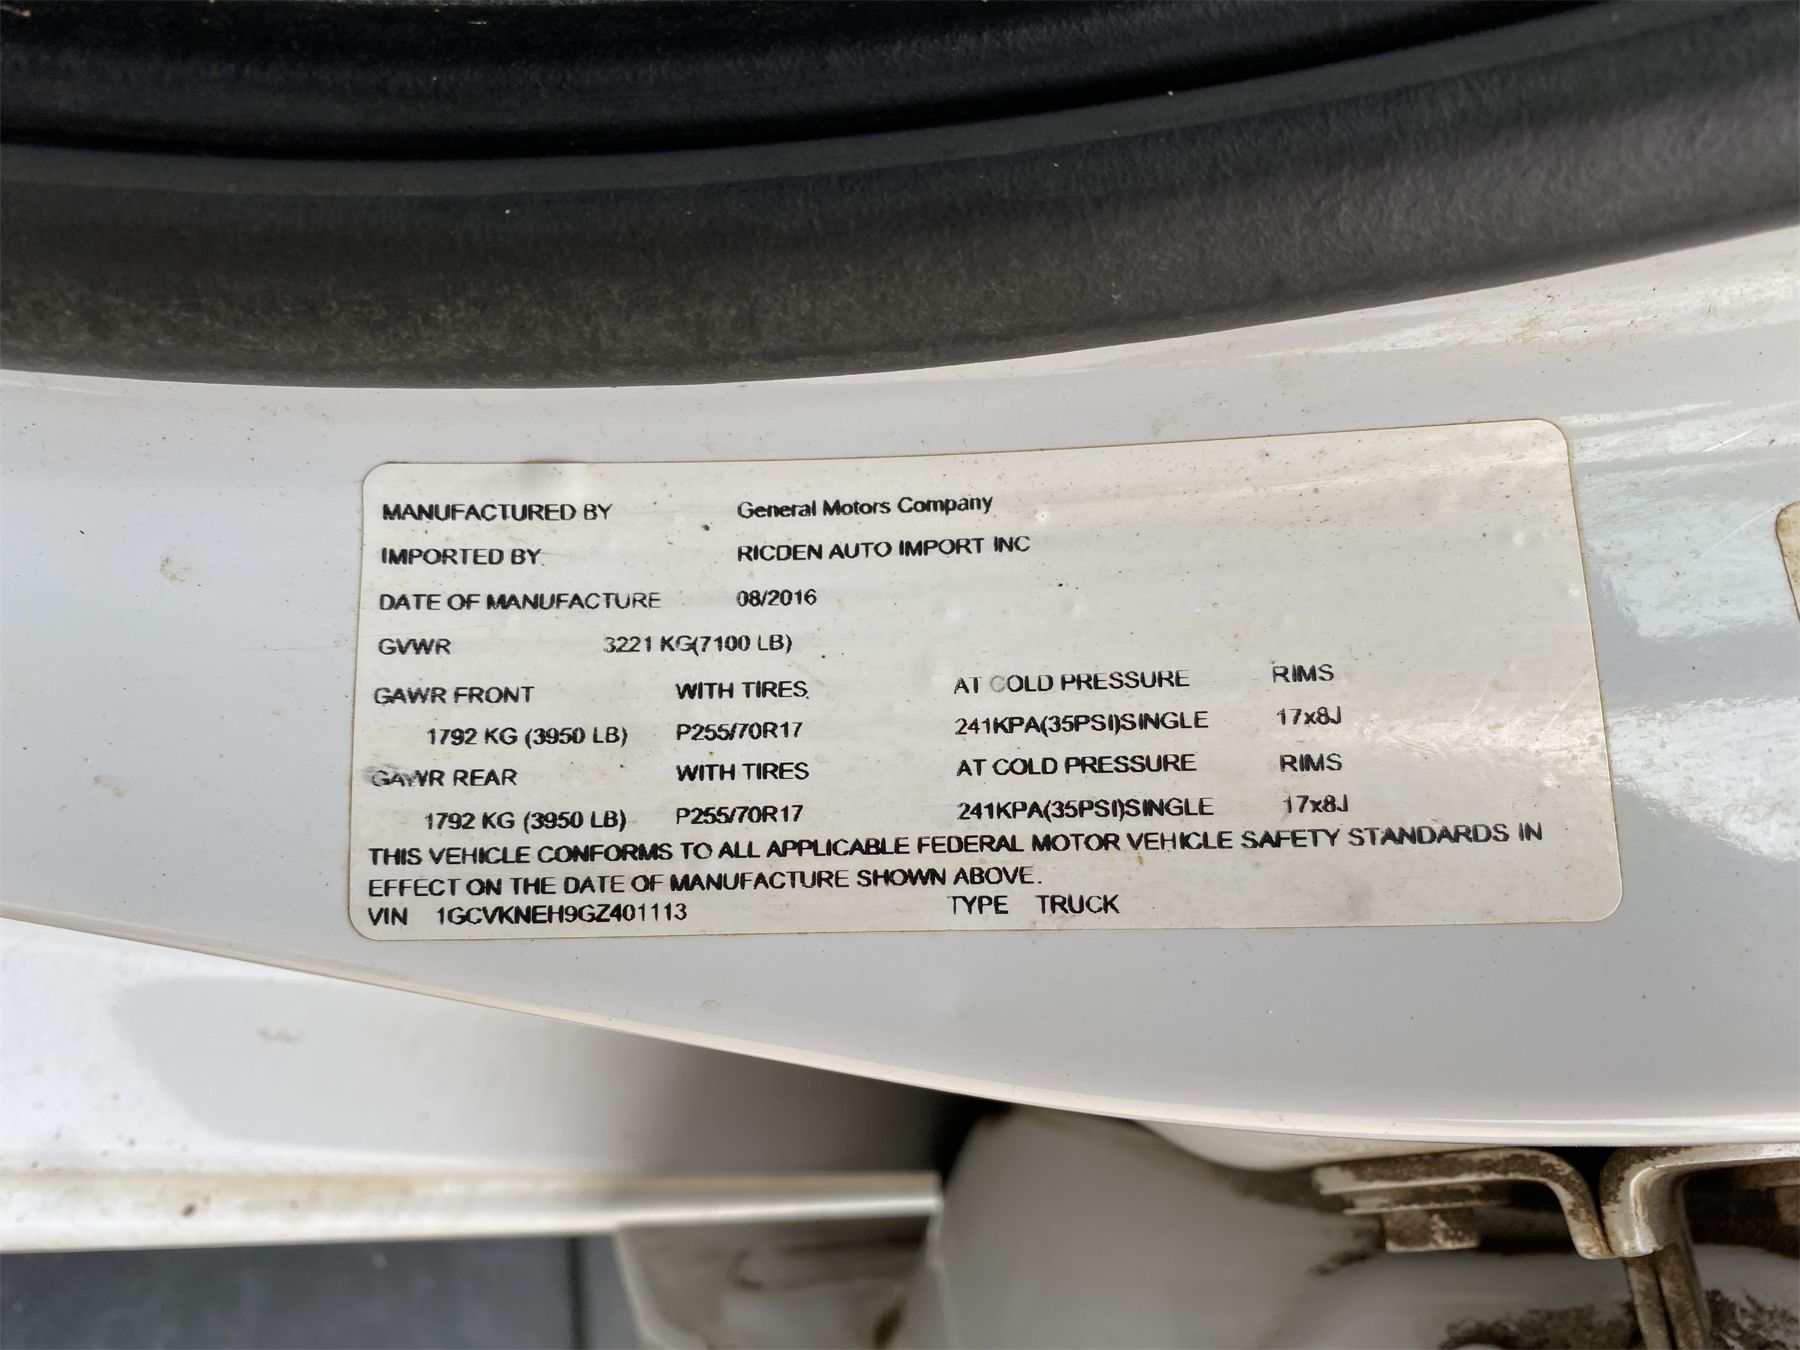 MANUFACTURED BY General Motors Company
IMPORTED BY RICDEN AUTO IMPORT INC
DATE OF MANUFACTURE 08/2016
GVWR 3221 KG(7100 LB)
GAWR FRONT WITH TIRES AT COLD PRESSURE RIMS
1792 KG (3950 LB) P255/70R17 241KPA(35PSI)SINGLE 17x8J
GAWR REAR WITH TIRES AT COLD PRESSURE RIMS
1792 KG (3950 LB) P255/70R17 241KPA(35PSI)SINGLE 17x8J
THIS VEHICLE CONFORMS TO ALL APPLICABLE FEDERAL MOTOR VEHICLE SAFETY STANDARDS IN
EFFECT ON THE DATE OF MANUFACTURE SHOWN ABOVE.
VIN 1GCVKNEH9GZ401113 TYPE TRUCK